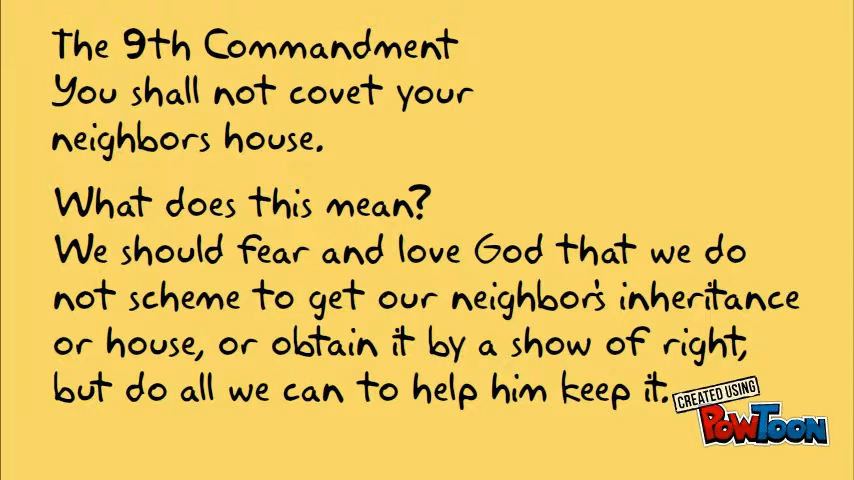 The 9th Commandment
You shall not covet your
neighbors house.
What does this mean?
We should fear and love God that we do
not scheme to get our neighbor's inheritance
or house, or obtain it by a show of right,
but do all we can to help him keep it.
CREATED USING
POWTOON